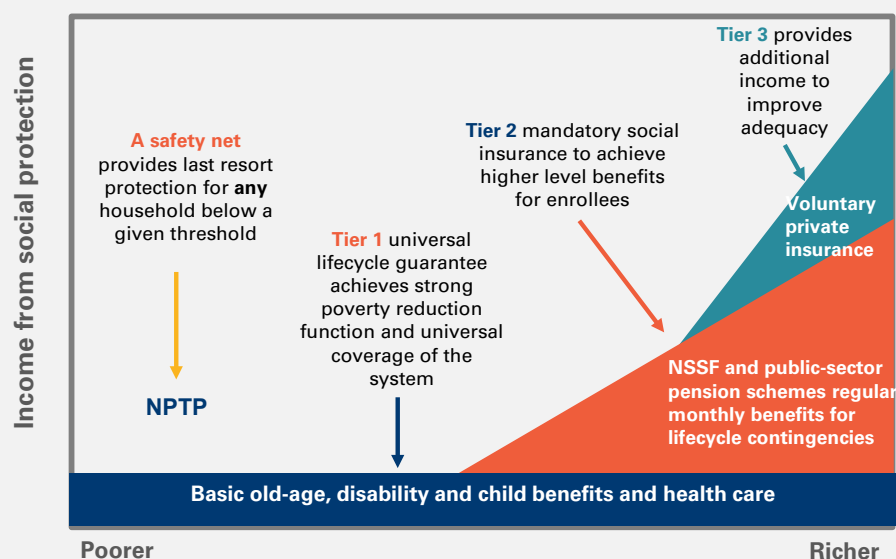 Income from social protection
A safety net
provides last resort
protection for any
household below a
given threshold
NPTP
Tier 1 universal
lifecycle guarantee
achieves strong
poverty reduction
function and universal
coverage of the
system
Tier 2 mandatory social
insurance to achieve
higher level benefits
for enrollees
Tier 3 provides
additional
income to
improve
adequacy
Voluntary
private
insurance
NSSF and public-sector
pension schemes regular
monthly benefits for
lifecycle contingencies
Basic old-age, disability and child benefits and health care
Poorer
Richer